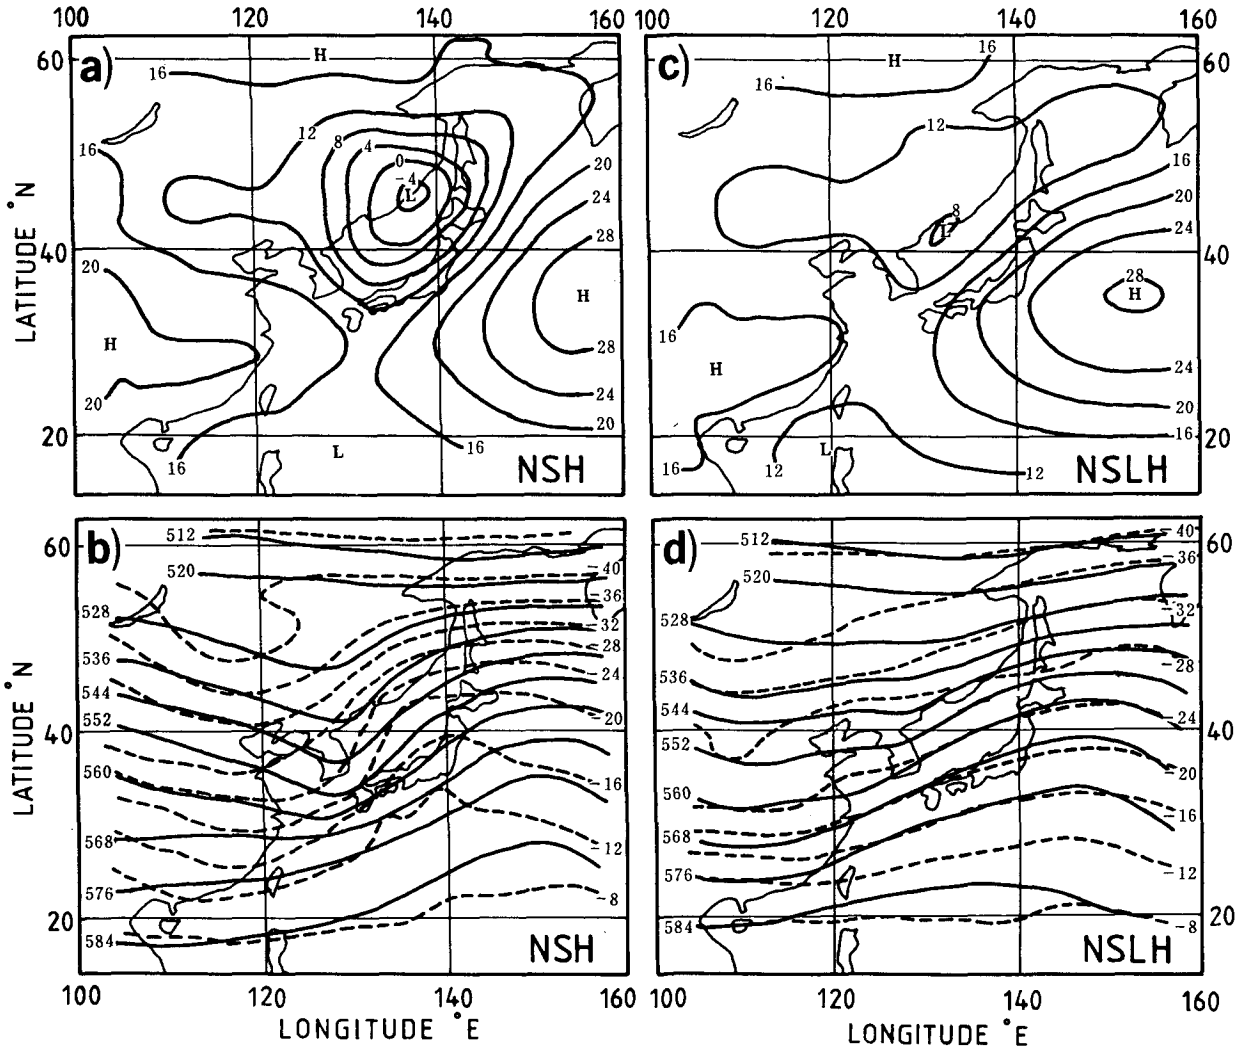 100 120 140 160 100 120 140 160
a) c)
60 60
H H 16
16 16
12 12
8 4
16 0 20 16
-4 24 20
L 8 24
L
40 28 40
20 28
H H
16
H H
28
24 24
20 20 20
16 16
20 L L 20
16 16 12 12
NSH NSLH
LATITUDE °N
b) d)
512 512 -40
60 60
-40 -36
520 520
-36
528 528 -32
-32
-28
536 536 -28
-24
544 544
-20 -24
552 552
40 40
560 -16 560 -20
568 568 -16
-12
576 576 -12
-8
20 20
584 584 -8
NSH NSLH
LATITUDE °N
100 120 140 160 100 120 140 160
LONGITUDE °E LONGITUDE °E